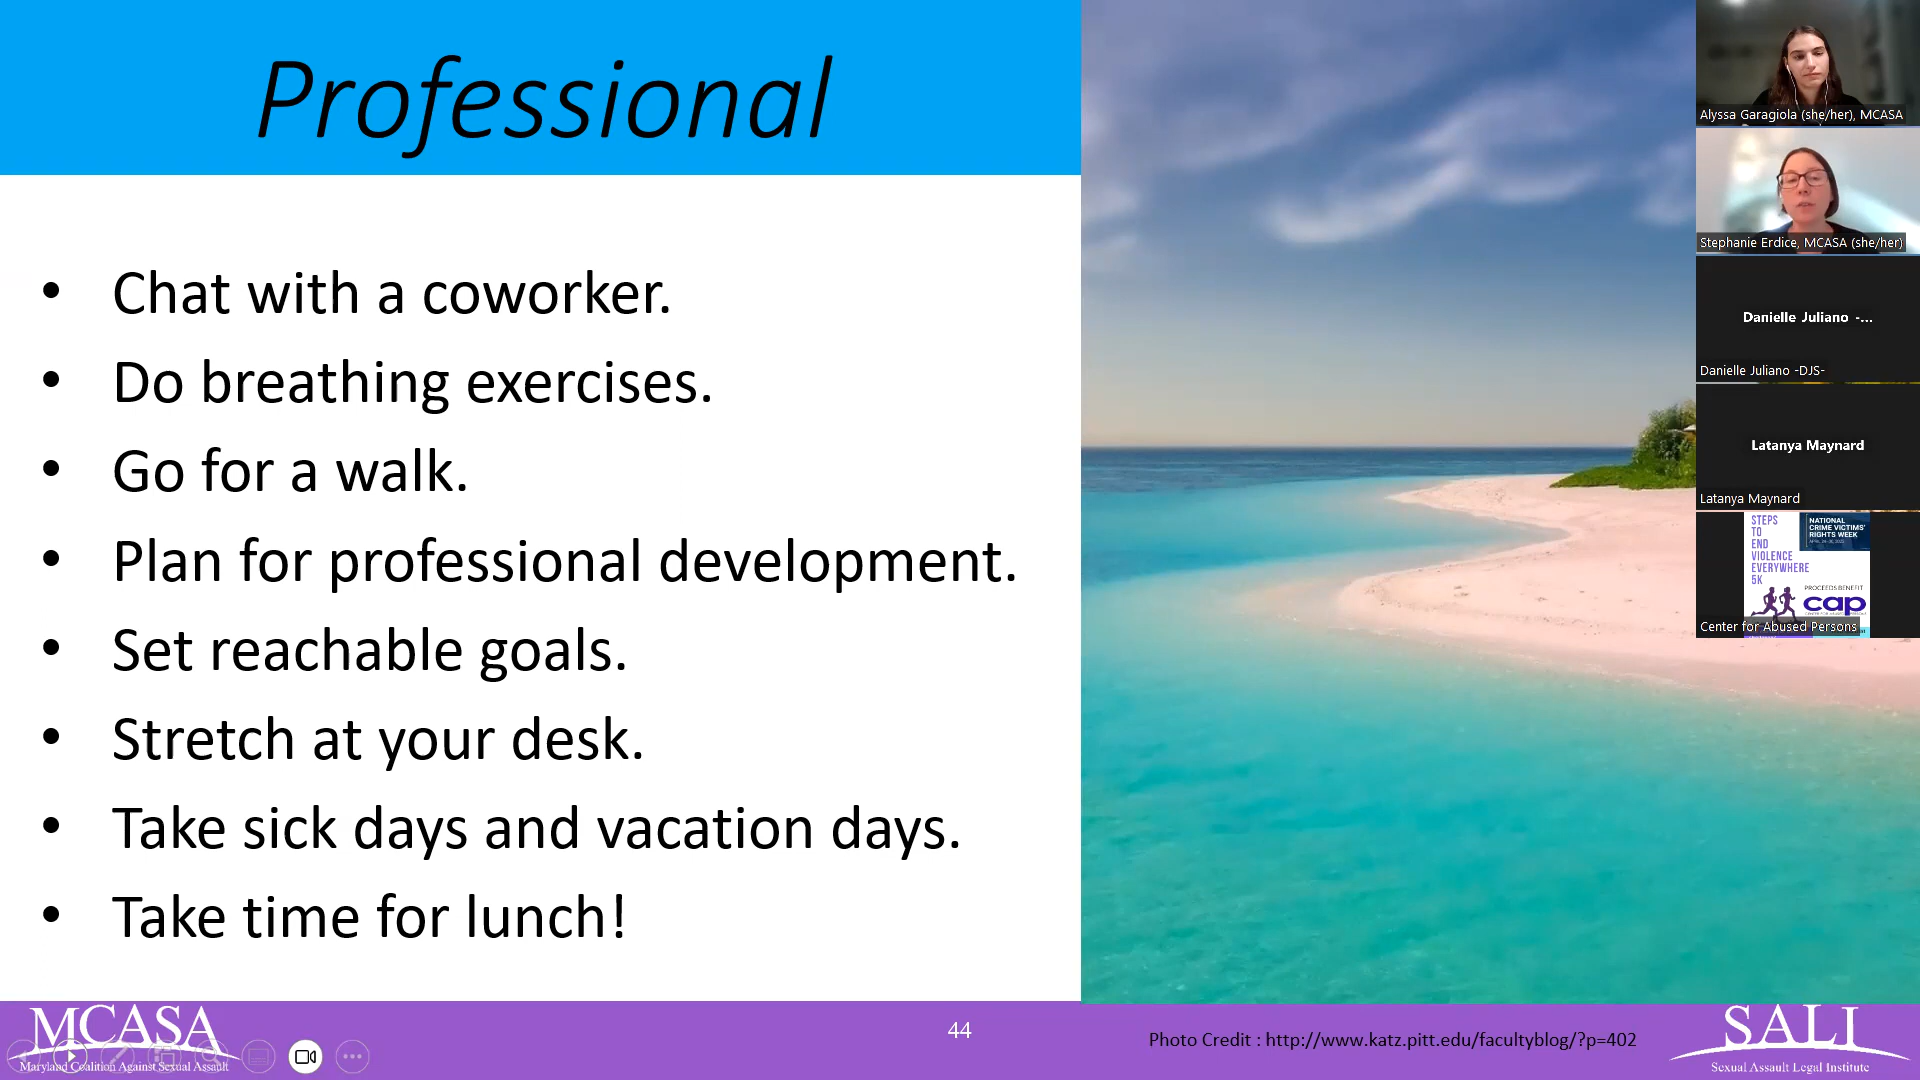 Professional
• Chat with a coworker.
• Do breathing exercises.
• Go for a walk.
• Plan for professional development.
• Set reachable goals.
• Stretch at your desk.
• Take sick days and vacation days.
• Take time for lunch!
MCASA
Maryland Coalition Against Sexual Assault
44
Photo Credit : http://www.katz.pitt.edu/facultyblog/?p=402
SALI
Sexual Assault Legal Institute
Alyssa Garagiola (she/her), MCASA
Stephanie Erdice, MCASA (she/her)
Danielle Juliano -...
Danielle Juliano -DJS-
Latanya Maynard
Latanya Maynard
STEPS
TO
END
VIOLENCE
EVERYWHERE
5K
NATIONAL
CRIME VICTIMS'
RIGHTS WEEK
PROCEEDS BENEFIT
cap
Center for Abused Persons